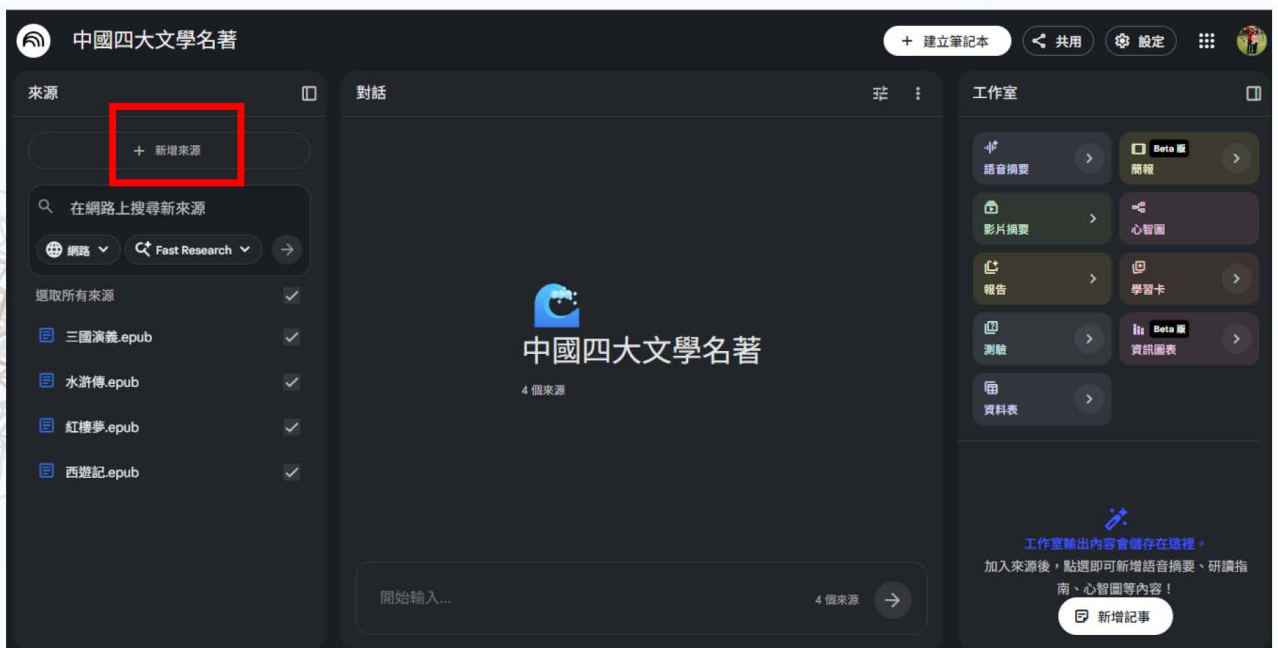 中國四大文學名著
+ 建立筆記本
共用
設定
來源
+ 新增來源
在網路上搜尋新來源
網路
Fast Research
選取所有來源
三國演義.epub
水滸傳.epub
紅樓夢.epub
西遊記.epub
對話
中國四大文學名著
4 個來源
開始輸入...
4 個來源
工作室
語音摘要
Beta 版
簡報
影片摘要
心智圖
報告
學習卡
測驗
Beta 版
資訊圖表
資料表
工作室輸出內容會儲存在這裡。
加入來源後，點選即可新增語音摘要、研讀指
南、心智圖等內容！
新增記事